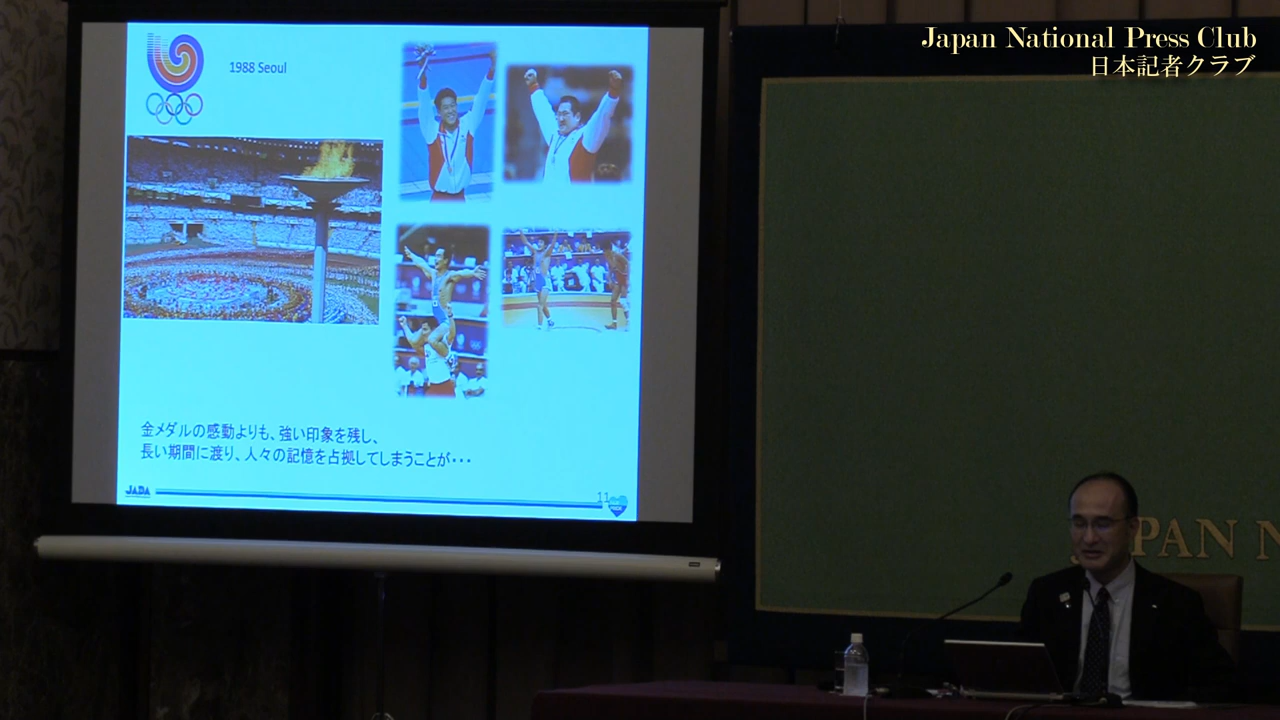 Japan National Press Club
日本記者クラブ
1988 Seoul
金メダルの感動よりも、強い印象を残し、
長い期間に渡り、人々の記憶を占拠してしまうことが・・・
JADA
11
JAPAN N